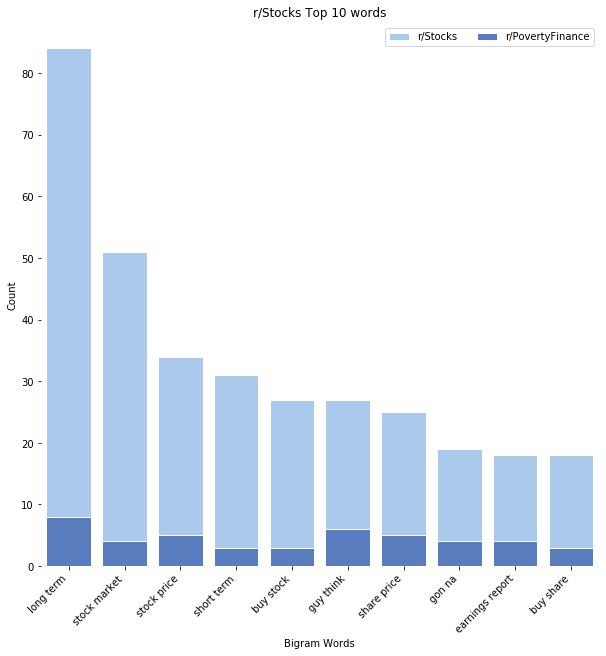 r/Stocks Top 10 words
r/Stocks r/PovertyFinance
80
70
60
50
40
30
20
10
0
Count
long term
stock market
stock price
short term
buy stock
guy think
share price
gon na
earnings report
buy share
Bigram Words